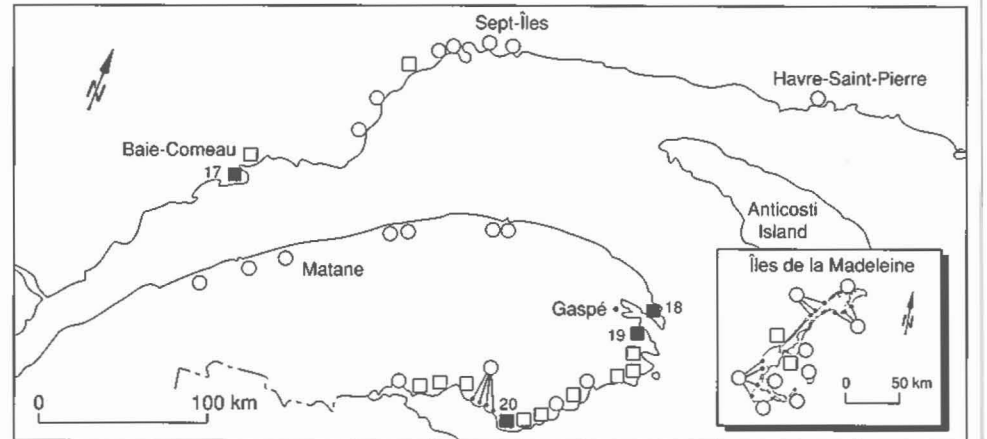 Sept-Îles
N
Havre-Saint-Pierre
Baie-Comeau
17
Anticosti
Island
Matane
Îles de la Madeleine
N
Gaspé
18
19
0 50 km
0 100 km
20